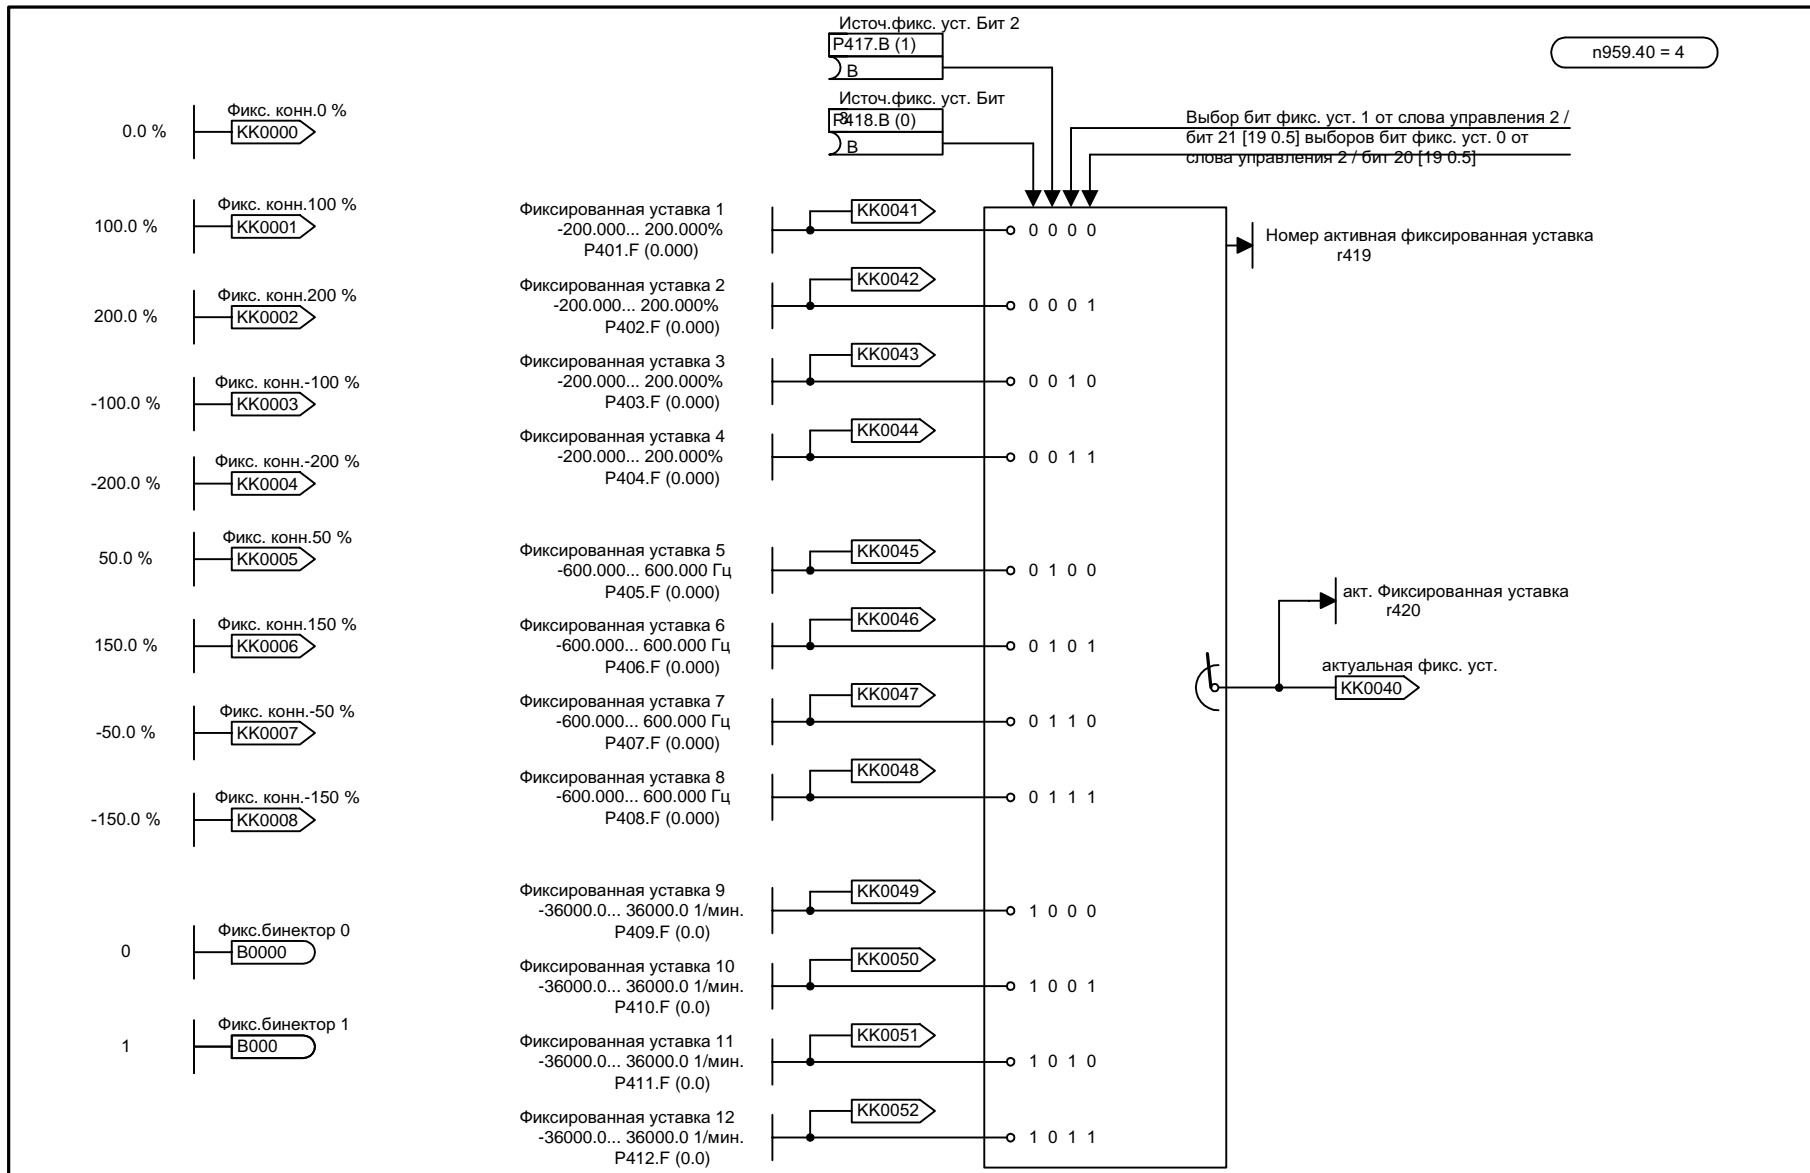 Источ.фикс. уст. Бит 2
P417.B (1)
B
n959.40 = 4
Источ.фикс. уст. Бит
3
P418.B (0)
B
Выбор бит фикс. уст. 1 от слова управления 2 /
бит 21 [19 0.5] выборов бит фикс. уст. 0 от
слова управления 2 / бит 20 [19 0.5]
0.0 %
Фикс. конн.0 %
KK0000
100.0 %
Фикс. конн.100 %
KK0001
200.0 %
Фикс. конн.200 %
KK0002
-100.0 %
Фикс. конн.-100 %
KK0003
-200.0 %
Фикс. конн.-200 %
KK0004
50.0 %
Фикс. конн.50 %
KK0005
150.0 %
Фикс. конн.150 %
KK0006
-50.0 %
Фикс. конн.-50 %
KK0007
-150.0 %
Фикс. конн.-150 %
KK0008
0
Фикс.бинектор 0
B0000
1
Фикс.бинектор 1
B000
Фиксированная уставка 1
-200.000... 200.000%
P401.F (0.000)
KK0041
0 0 0 0
Фиксированная уставка 2
-200.000... 200.000%
P402.F (0.000)
KK0042
0 0 0 1
Фиксированная уставка 3
-200.000... 200.000%
P403.F (0.000)
KK0043
0 0 1 0
Фиксированная уставка 4
-200.000... 200.000%
P404.F (0.000)
KK0044
0 0 1 1
Фиксированная уставка 5
-600.000... 600.000 Гц
P405.F (0.000)
KK0045
0 1 0 0
Фиксированная уставка 6
-600.000... 600.000 Гц
P406.F (0.000)
KK0046
0 1 0 1
Фиксированная уставка 7
-600.000... 600.000 Гц
P407.F (0.000)
KK0047
0 1 1 0
Фиксированная уставка 8
-600.000... 600.000 Гц
P408.F (0.000)
KK0048
0 1 1 1
Фиксированная уставка 9
-36000.0... 36000.0 1/мин.
P409.F (0.0)
KK0049
1 0 0 0
Фиксированная уставка 10
-36000.0... 36000.0 1/мин.
P410.F (0.0)
KK0050
1 0 0 1
Фиксированная уставка 11
-36000.0... 36000.0 1/мин.
P411.F (0.0)
KK0051
1 0 1 0
Фиксированная уставка 12
-36000.0... 36000.0 1/мин.
P412.F (0.0)
KK0052
1 0 1 1
Номер активная фиксированная уставка
r419
акт. Фиксированная уставка
r420
актуальная фикс. уст.
KK0040